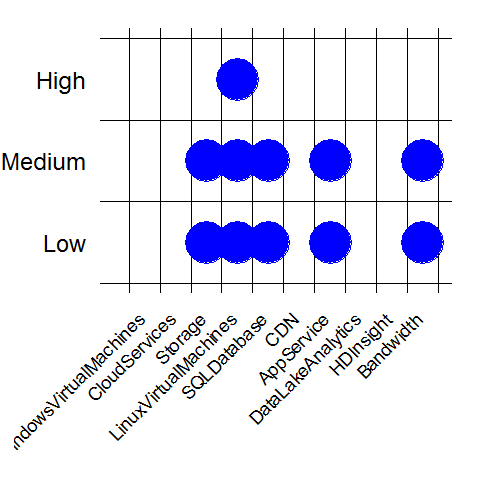 High
Medium
Low
ndowsVirtualMachines
CloudServices
Storage
LinuxVirtualMachines
SQLDatabase
CDN
AppService
DataLakeAnalytics
HDInsight
Bandwidth